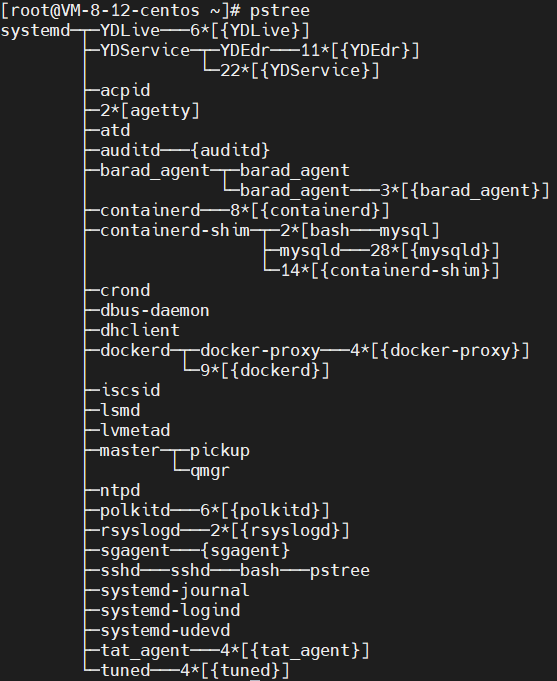 [root@VM-8-12-centos ~]# pstree
systemd─┬─YDLive───6*[{YDLive}]
        ├─YDService─┬─YDEdr───11*[{YDEdr}]
        │           └─22*[{YDService}]
        ├─acpid
        ├─2*[agetty]
        ├─atd
        ├─auditd───{auditd}
        ├─barad_agent─┬─barad_agent
        │             └─barad_agent───3*[{barad_agent}]
        ├─containerd───8*[{containerd}]
        ├─containerd-shim─┬─2*[bash───mysql]
        │                 ├─mysqld───28*[{mysqld}]
        │                 └─14*[{containerd-shim}]
        ├─crond
        ├─dbus-daemon
        ├─dhclient
        ├─dockerd─┬─docker-proxy───4*[{docker-proxy}]
        │         └─9*[{dockerd}]
        ├─iscsid
        ├─lsmd
        ├─lvmetad
        ├─master─┬─pickup
        │        └─qmgr
        ├─ntpd
        ├─polkitd───6*[{polkitd}]
        ├─rsyslogd───2*[{rsyslogd}]
        ├─sgagent───{sgagent}
        ├─sshd───sshd───bash───pstree
        ├─systemd-journal
        ├─systemd-logind
        ├─systemd-udevd
        ├─tat_agent───4*[{tat_agent}]
        └─tuned───4*[{tuned}]